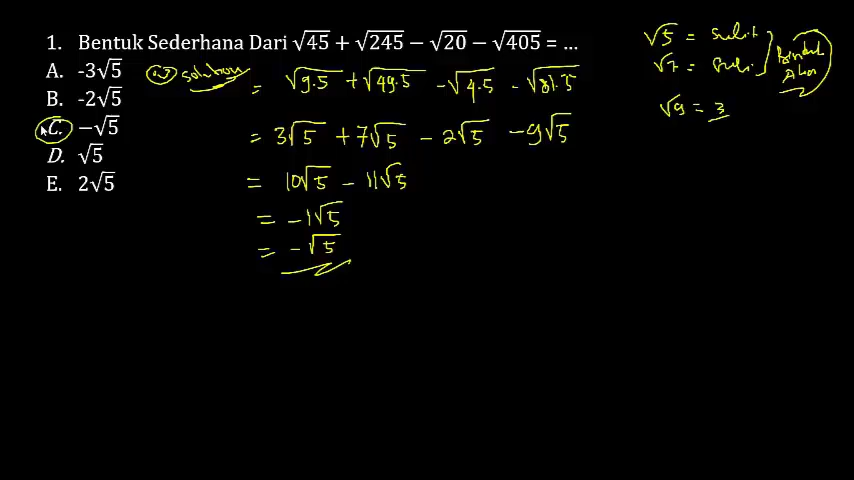 1. Bentuk Sederhana Dari √45 + √245 − √20 − √405 = ...
A. -3√5
B. -2√5
C. −√5
D. √5
E. 2√5
solution
= √9.5 + √49.5 − √4.5 − √81.5
= 3√5 + 7√5 − 2√5 − 9√5
= 10√5 − 11√5
= −1√5
= −√5
√5 = sulit
√7 =
√9 = 3